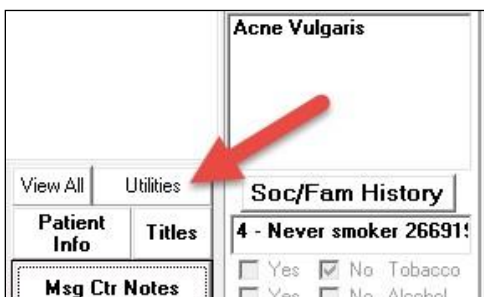 Acne Vulgaris
View All
Utilities
Soc/Fam History
Patient
Info
Titles
4 - Never smoker 266919
Msg Ctr Notes
Yes No Tobacco
Yes No Alcohol